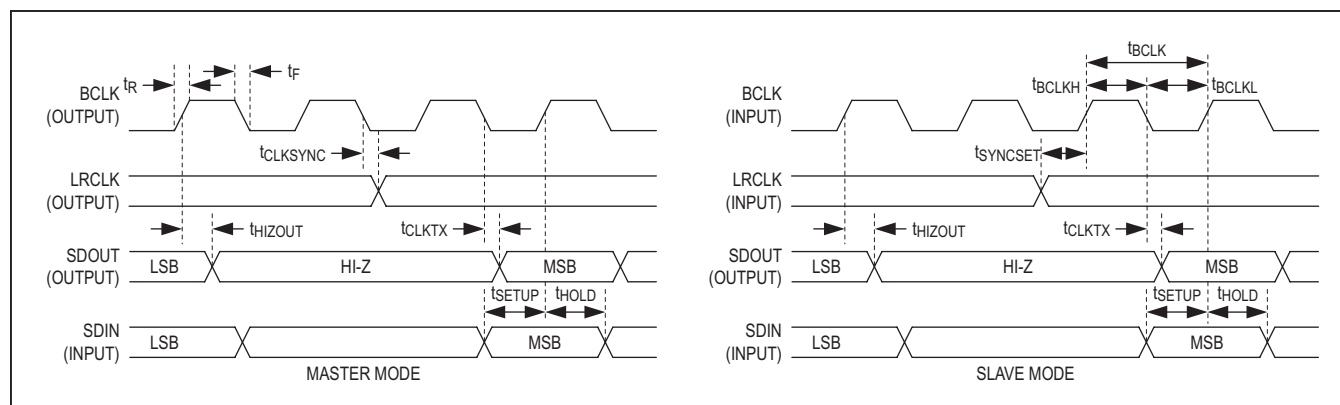 tR
tF
BCLK
(OUTPUT)
tCLKSYNC
LRCLK
(OUTPUT)
tHIZOUT
tCLKTX
SDOUT
(OUTPUT)
LSB
HI-Z
MSB
tSETUP
tHOLD
SDIN
(INPUT)
LSB
MSB
MASTER MODE
tBCLK
tBCLKH
tBCLKL
BCLK
(INPUT)
tSYNCSET
LRCLK
(INPUT)
tHIZOUT
tCLKTX
SDOUT
(OUTPUT)
LSB
HI-Z
MSB
tSETUP
tHOLD
SDIN
(INPUT)
LSB
MSB
SLAVE MODE